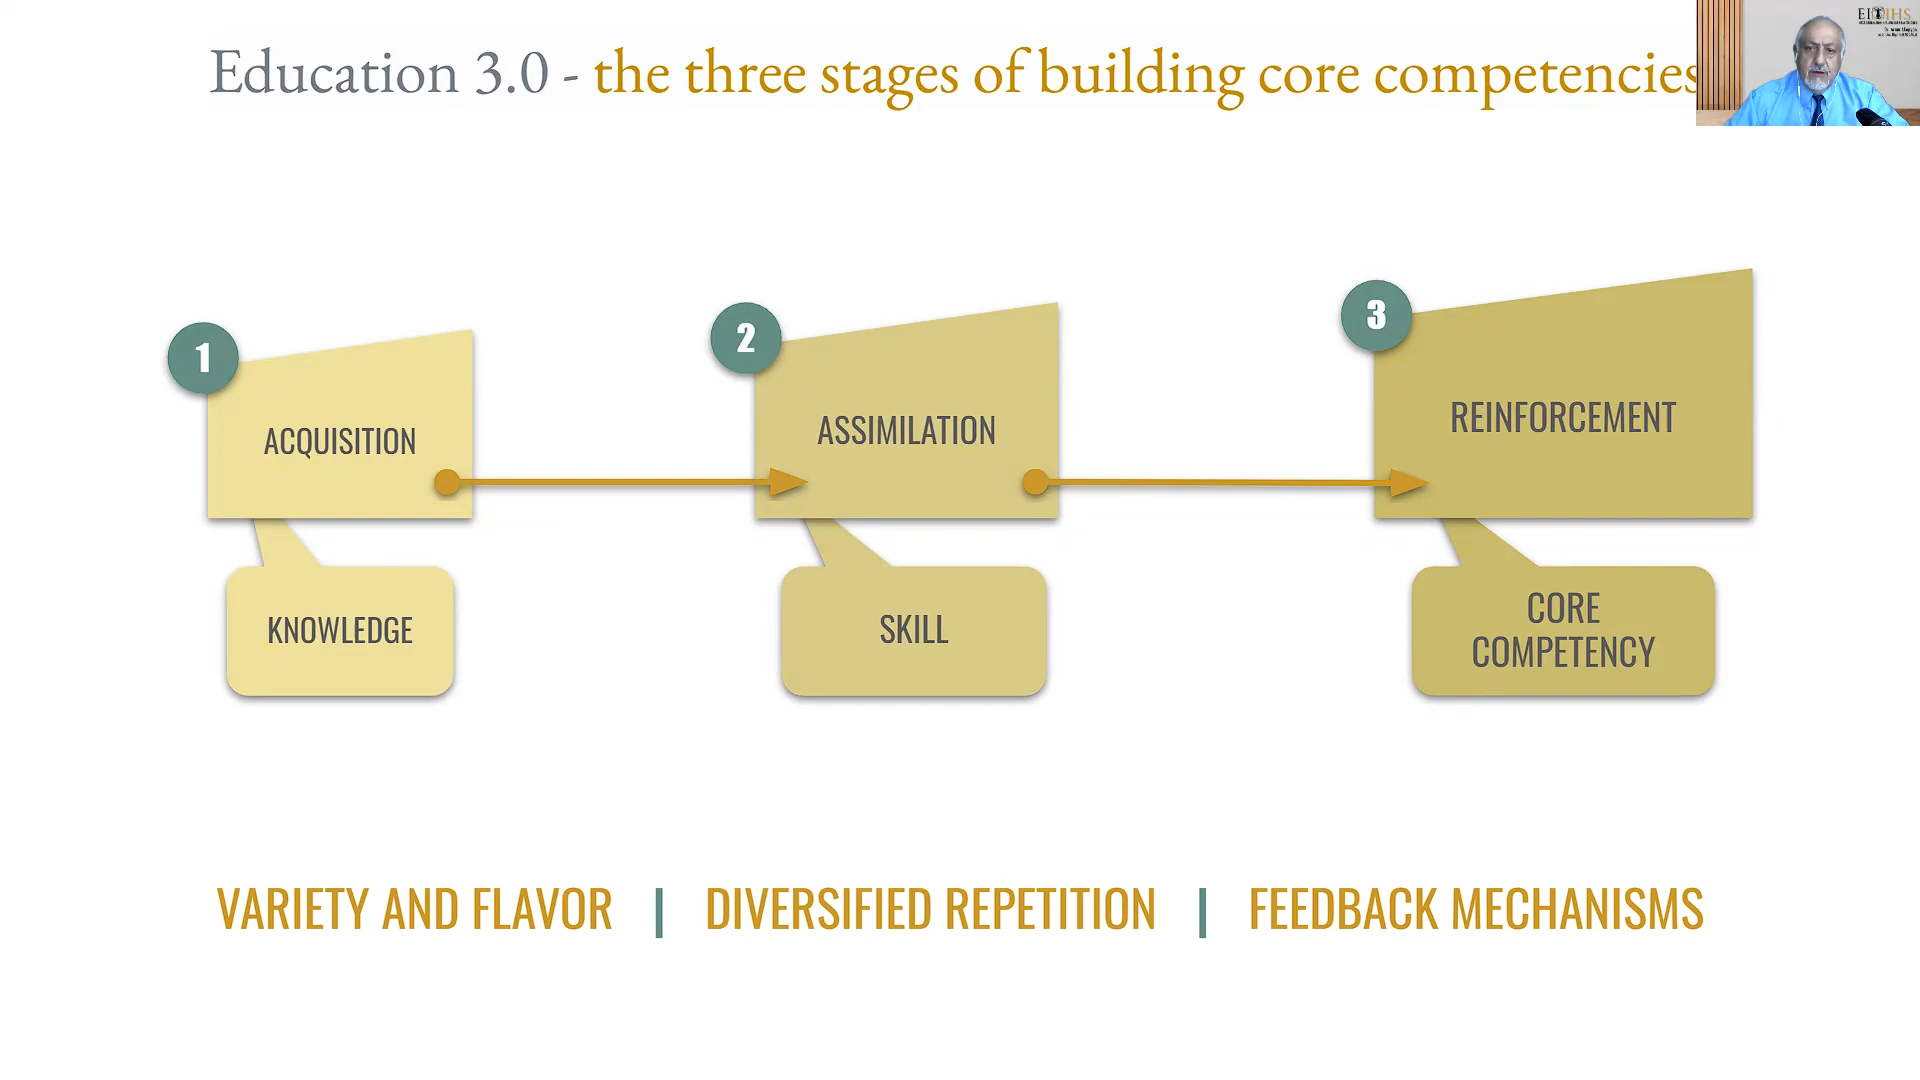 Education 3.0 - the three stages of building core competencies
EIIHS
1
2
3
ACQUISITION
ASSIMILATION
REINFORCEMENT
KNOWLEDGE
SKILL
CORE
COMPETENCY
VARIETY AND FLAVOR | DIVERSIFIED REPETITION | FEEDBACK MECHANISMS